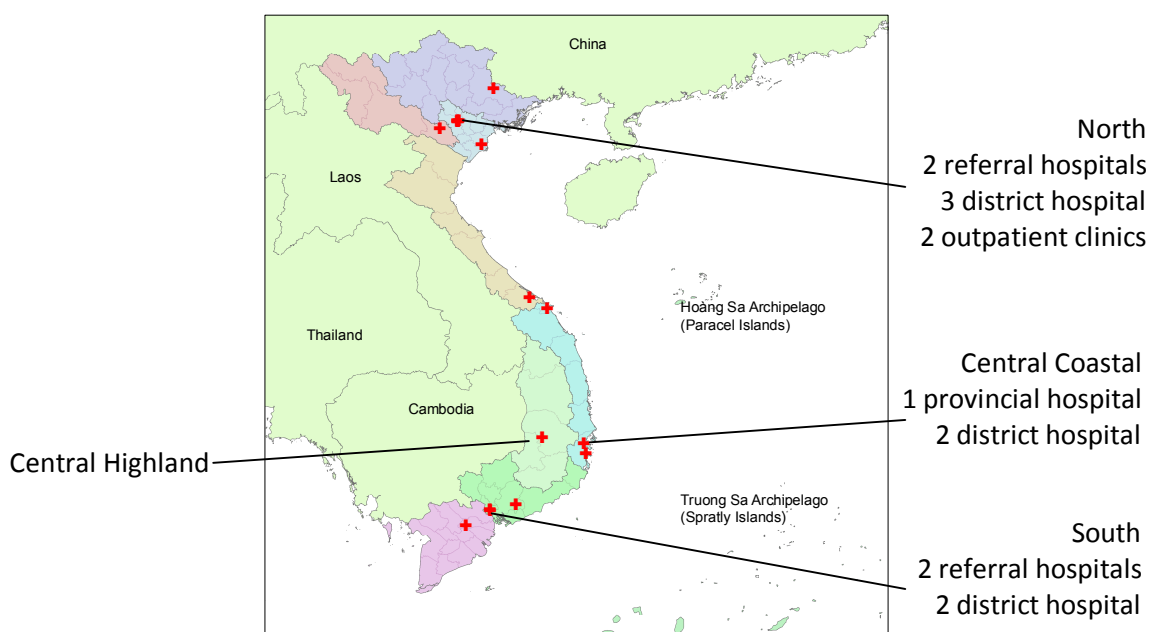 China
North
2 referral hospitals
3 district hospital
2 outpatient clinics
Laos
Hoàng Sa Archipelago
(Paracel Islands)
Thailand
Central Coastal
1 provincial hospital
2 district hospital
Cambodia
Central Highland
Truong Sa Archipelago
(Spratly Islands)
South
2 referral hospitals
2 district hospital